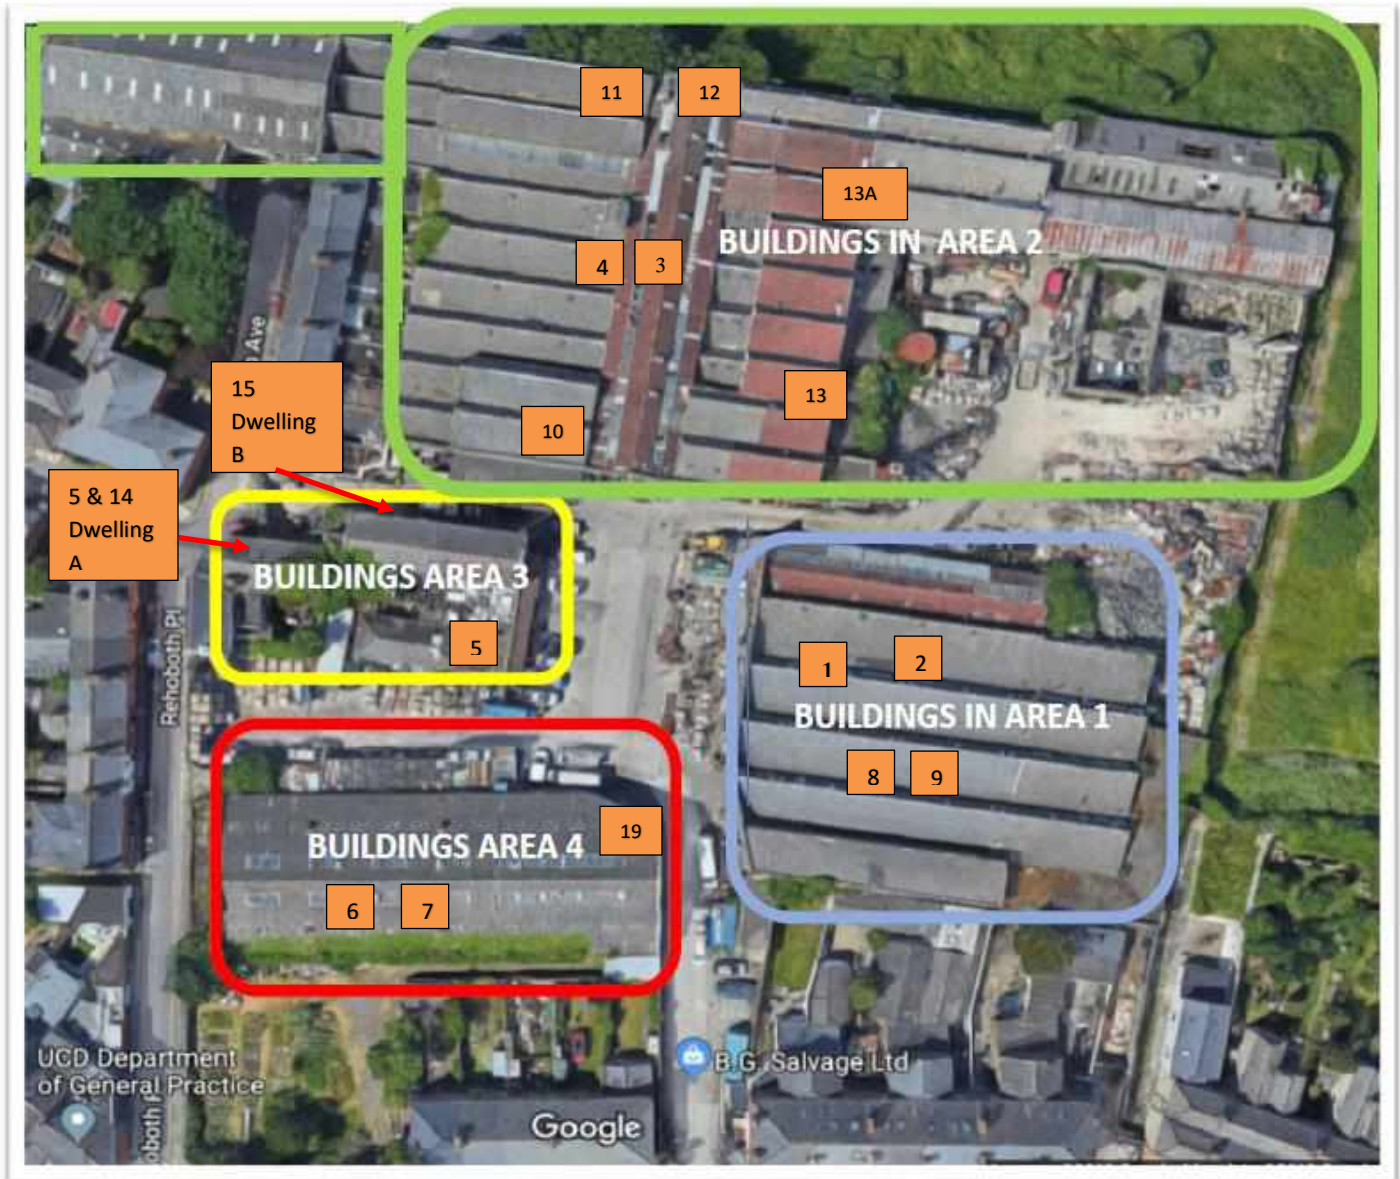 11
12
13A
BUILDINGS IN AREA 2
4
3
Ave
15
Dwelling
B
13
10
5 & 14
Dwelling
A
BUILDINGS AREA 3
5
Rehoboth Pl
1
2
BUILDINGS IN AREA 1
8
9
19
BUILDINGS AREA 4
6
7
UCD Department
of General Practice
B.G. Salvage Ltd
Google